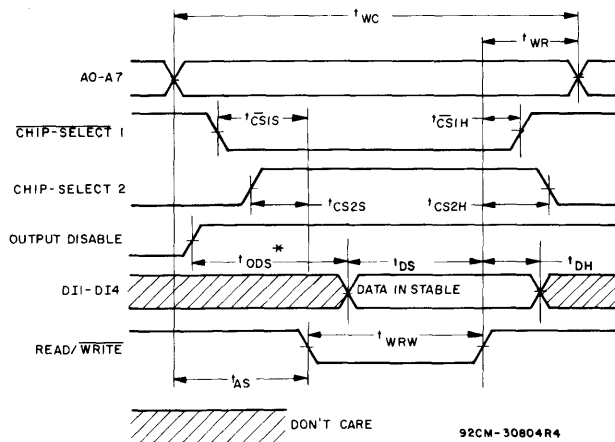 tWC
tWR
A0-A7
tCS1S
tCS1H
CHIP-SELECT 1
CHIP-SELECT 2
tCS2S
tCS2H
OUTPUT DISABLE
tODS*
tDS
tDH
DI1-DI4
DATA IN STABLE
tWRW
READ/WRITE
tAS
DON'T CARE
92CM-30804R4